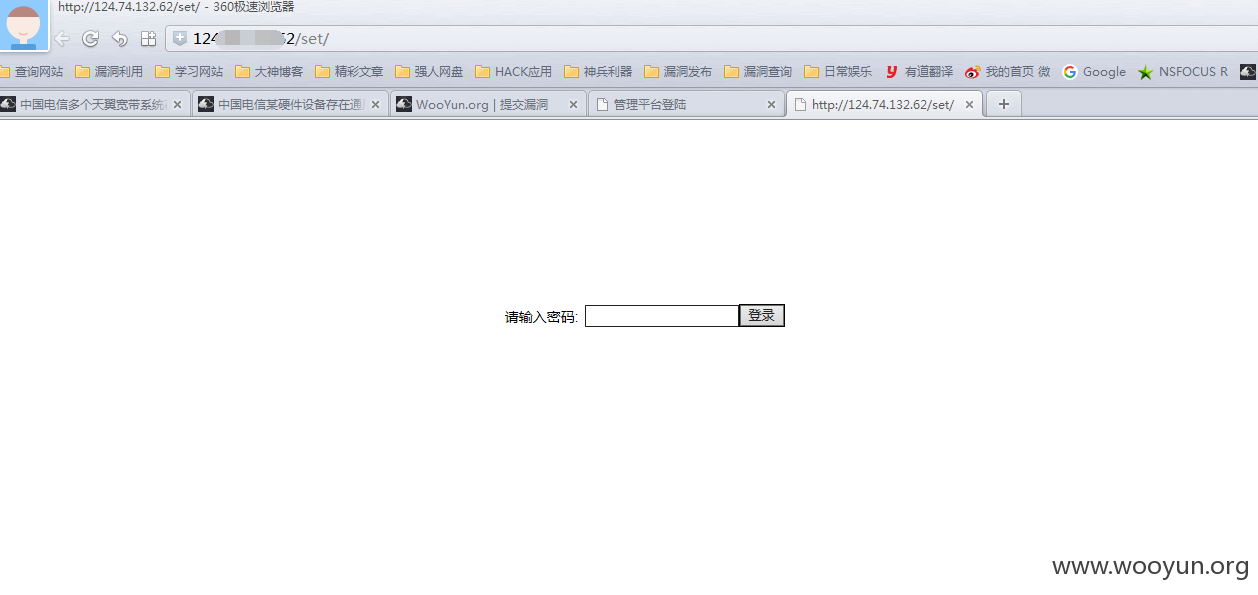 http://124.74.132.62/set/ - 360极速浏览器
124 2/set/
查询网站 漏洞利用 学习网站 大神博客 精彩文章 强人网盘 HACK应用 神兵利器 漏洞发布 漏洞查询 日常娱乐 有道翻译 我的首页 微 Google NSFOCUS R
中国电信多个天翼宽带系统 中国电信某硬件设备存在通 WooYun.org | 提交漏洞 管理平台登陆 http://124.74.132.62/set/
请输入密码: 登录
www.wooyun.org